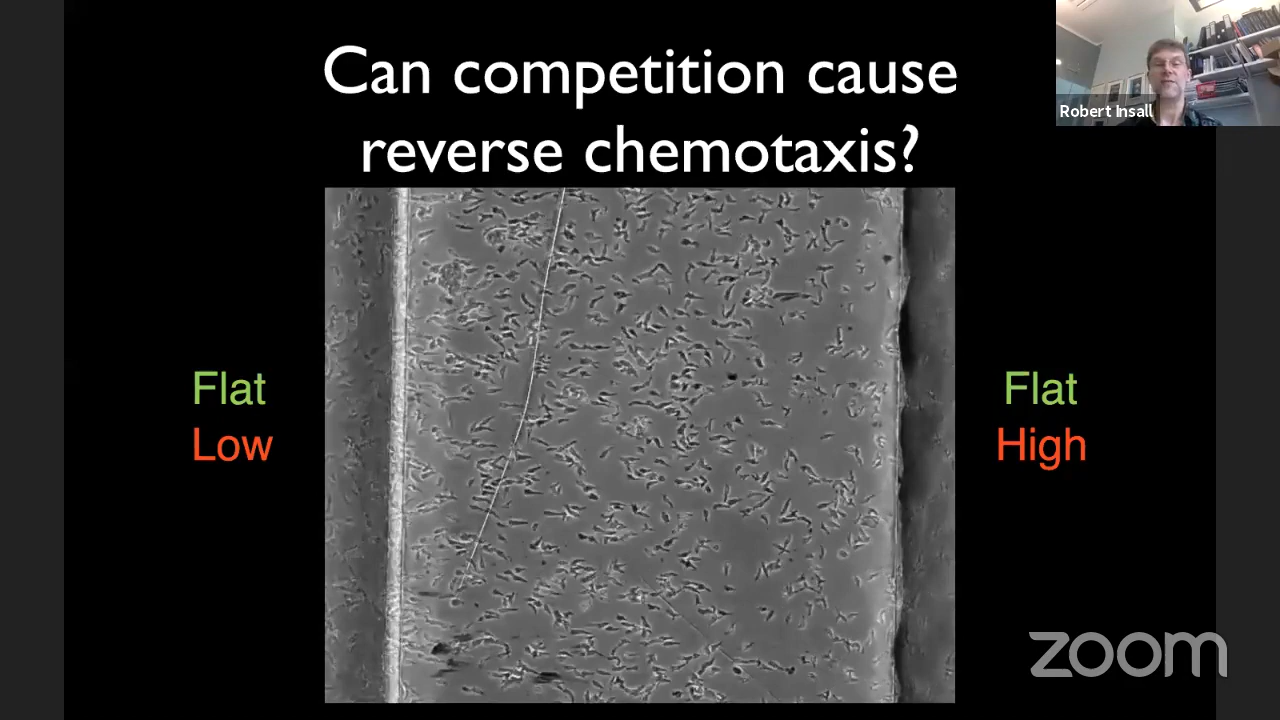 Can competition cause
reverse chemotaxis?
Robert Insall
Flat
Low
Flat
High
zoom